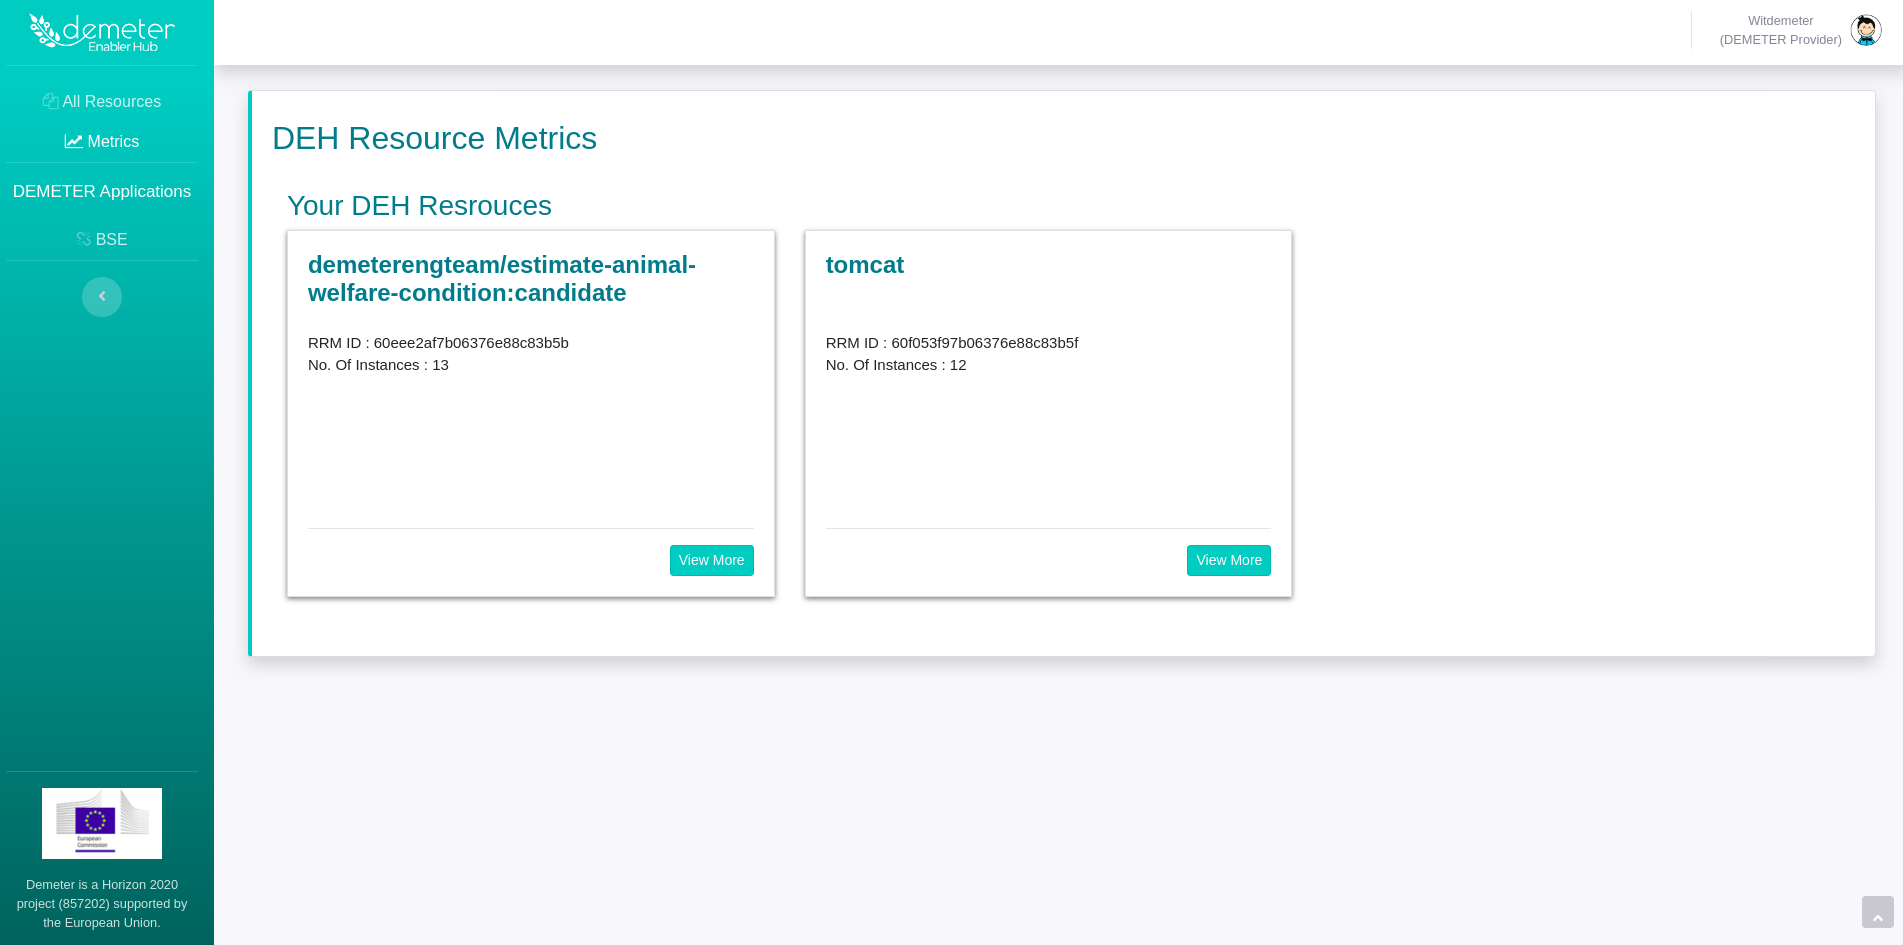 demeter
Enabler Hub
All Resources
Metrics
DEMETER Applications
BSE
European
Commission
Demeter is a Horizon 2020
project (857202) supported by
the European Union.
Witdemeter
(DEMETER Provider)
DEH Resource Metrics
Your DEH Resrouces
demeterengteam/estimate-animal-
welfare-condition:candidate
RRM ID : 60eee2af7b06376e88c83b5b
No. Of Instances : 13
View More
tomcat
RRM ID : 60f053f97b06376e88c83b5f
No. Of Instances : 12
View More